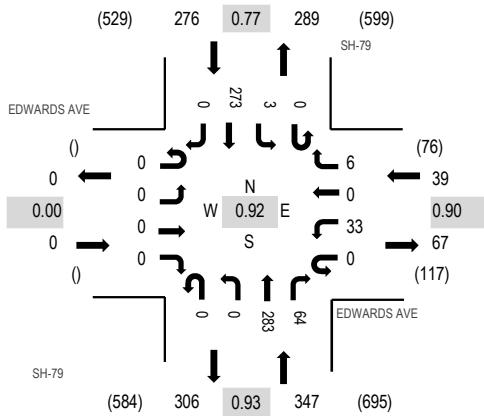 (529) 276 0.77 289 (599)
SH-79
0 273 3 0
EDWARDS AVE
() (76)
0 6
0 39
0 0
0.00 W N 0.92 E S 0.90
0 33
0 67
0 0
() (117)
0 0 283 64
EDWARDS AVE
SH-79
(584) 306 0.93 347 (695)